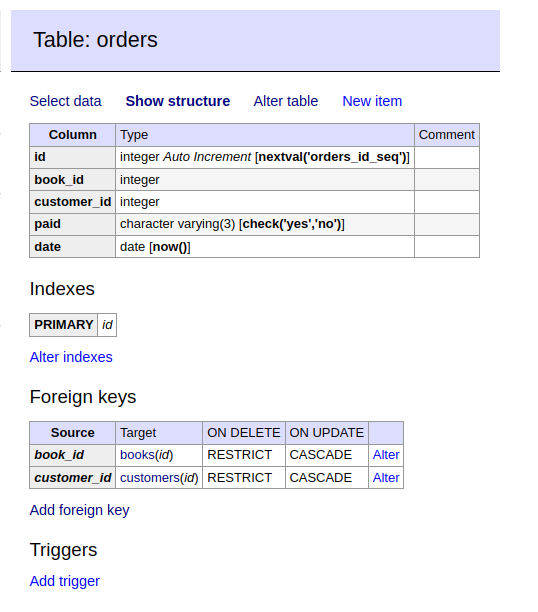 Table: orders
Select data Show structure Alter table New item
Column Type Comment
id integer Auto Increment [nextval('orders_id_seq')]
book_id integer
customer_id integer
paid character varying(3) [check('yes','no')]
date date [now()]
Indexes
PRIMARY id
Alter indexes
Foreign keys
Source Target ON DELETE ON UPDATE
book_id books(id) RESTRICT CASCADE Alter
customer_id customers(id) RESTRICT CASCADE Alter
Add foreign key
Triggers
Add trigger